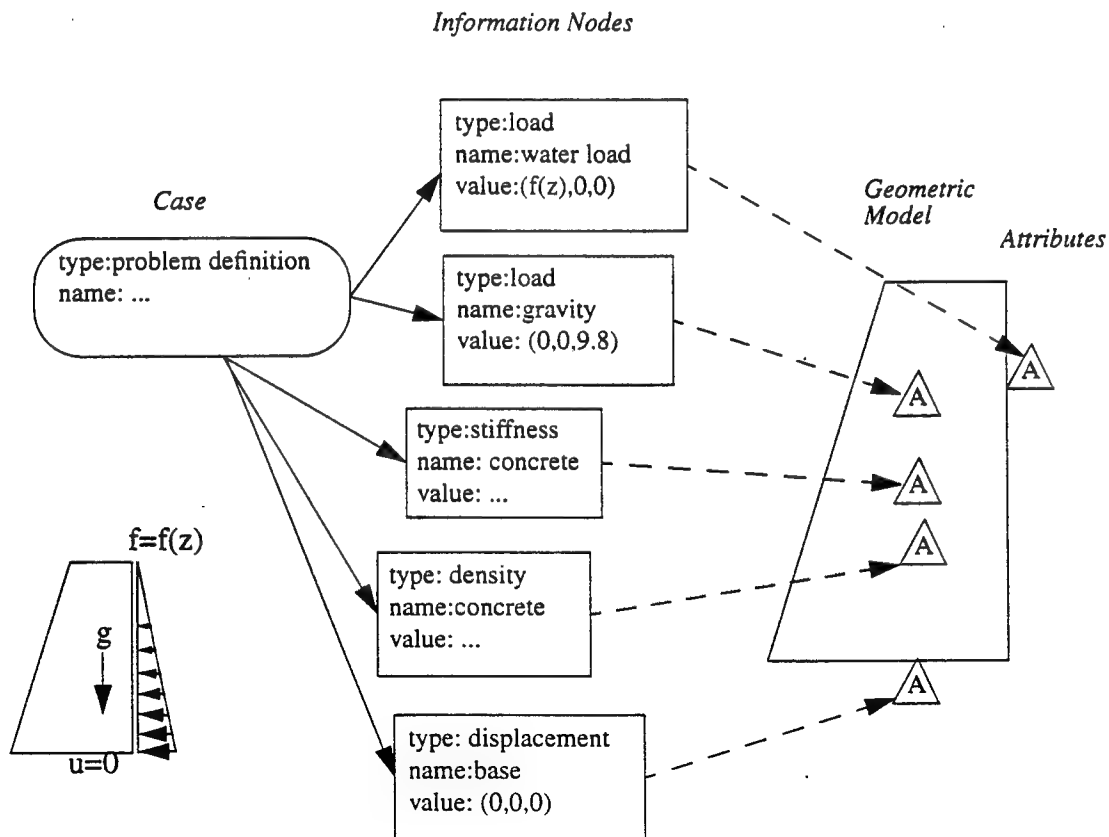 Information Nodes
type:load
name:water load
value:(f(z),0,0)
Case
type:problem definition
name: ...
type:load
name:gravity
value: (0,0,9.8)
Geometric
Model
Attributes
A
A
type:stiffness
name: concrete
value: ...
A
A
f=f(z)
g
u=0
type: density
name:concrete
value: ...
A
type: displacement
name:base
value: (0,0,0)